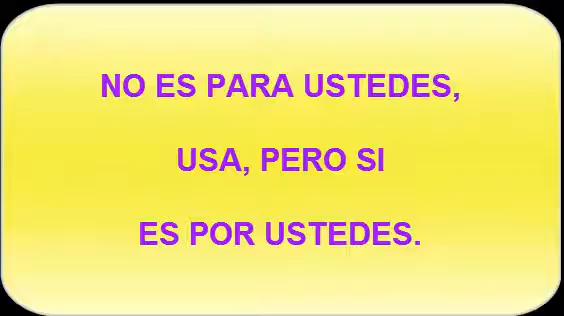 NO ES PARA USTEDES,
USA, PERO SI
ES POR USTEDES.